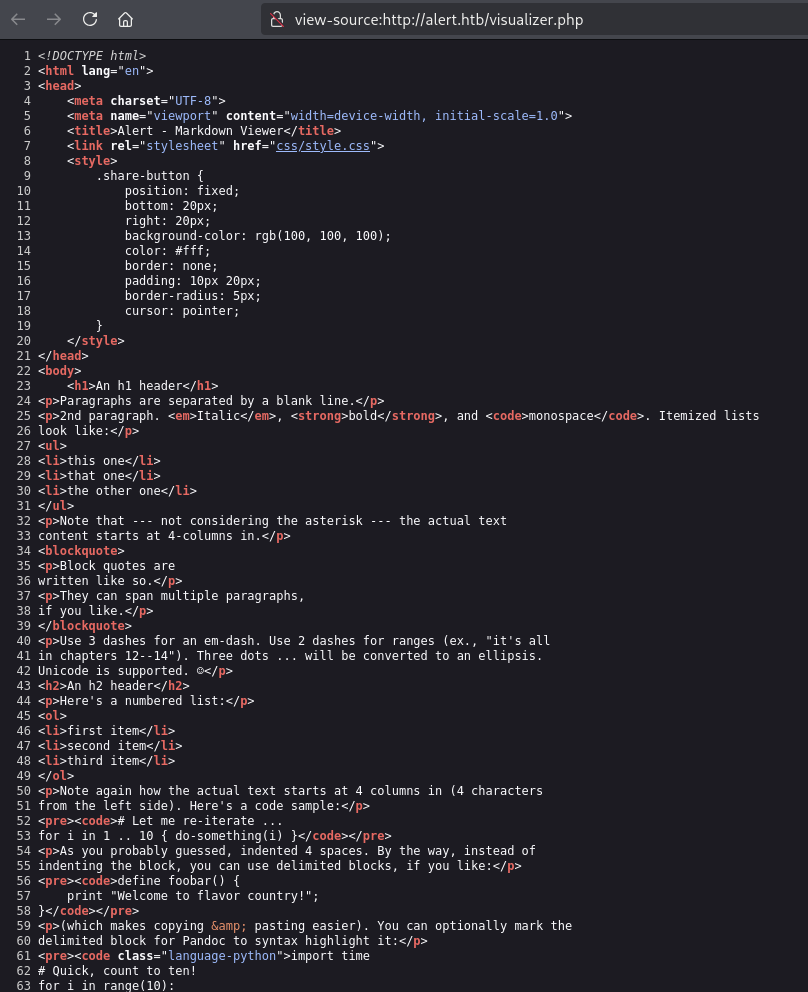 view-source:http://alert.htb/visualizer.php
1 <!DOCTYPE html>
2 <html lang="en">
3 <head>
4     <meta charset="UTF-8">
5     <meta name="viewport" content="width=device-width, initial-scale=1.0">
6     <title>Alert - Markdown Viewer</title>
7     <link rel="stylesheet" href="css/style.css">
8     <style>
9         .share-button {
10             position: fixed;
11             bottom: 20px;
12             right: 20px;
13             background-color: rgb(100, 100, 100);
14             color: #fff;
15             border: none;
16             padding: 10px 20px;
17             border-radius: 5px;
18             cursor: pointer;
19         }
20     </style>
21 </head>
22 <body>
23     <h1>An h1 header</h1>
24 <p>Paragraphs are separated by a blank line.</p>
25 <p>2nd paragraph. <em>Italic</em>, <strong>bold</strong>, and <code>monospace</code>. Itemized lists
26 look like:</p>
27 <ul>
28 <li>this one</li>
29 <li>that one</li>
30 <li>the other one</li>
31 </ul>
32 <p>Note that --- not considering the asterisk --- the actual text
33 content starts at 4-columns in.</p>
34 <blockquote>
35 <p>Block quotes are
36 written like so.</p>
37 <p>They can span multiple paragraphs,
38 if you like.</p>
39 </blockquote>
40 <p>Use 3 dashes for an em-dash. Use 2 dashes for ranges (ex., "it's all
41 in chapters 12--14"). Three dots ... will be converted to an ellipsis.
42 Unicode is supported. ☺</p>
43 <h2>An h2 header</h2>
44 <p>Here's a numbered list:</p>
45 <ol>
46 <li>first item</li>
47 <li>second item</li>
48 <li>third item</li>
49 </ol>
50 <p>Note again how the actual text starts at 4 columns in (4 characters
51 from the left side). Here's a code sample:</p>
52 <pre><code># Let me re-iterate ...
53 for i in 1 .. 10 { do-something(i) }</code></pre>
54 <p>As you probably guessed, indented 4 spaces. By the way, instead of
55 indenting the block, you can use delimited blocks, if you like:</p>
56 <pre><code>define foobar() {
57     print "Welcome to flavor country!";
58 }</code></pre>
59 <p>(which makes copying &amp; pasting easier). You can optionally mark the
60 delimited block for Pandoc to syntax highlight it:</p>
61 <pre><code class="language-python">import time
62 # Quick, count to ten!
63 for i in range(10):